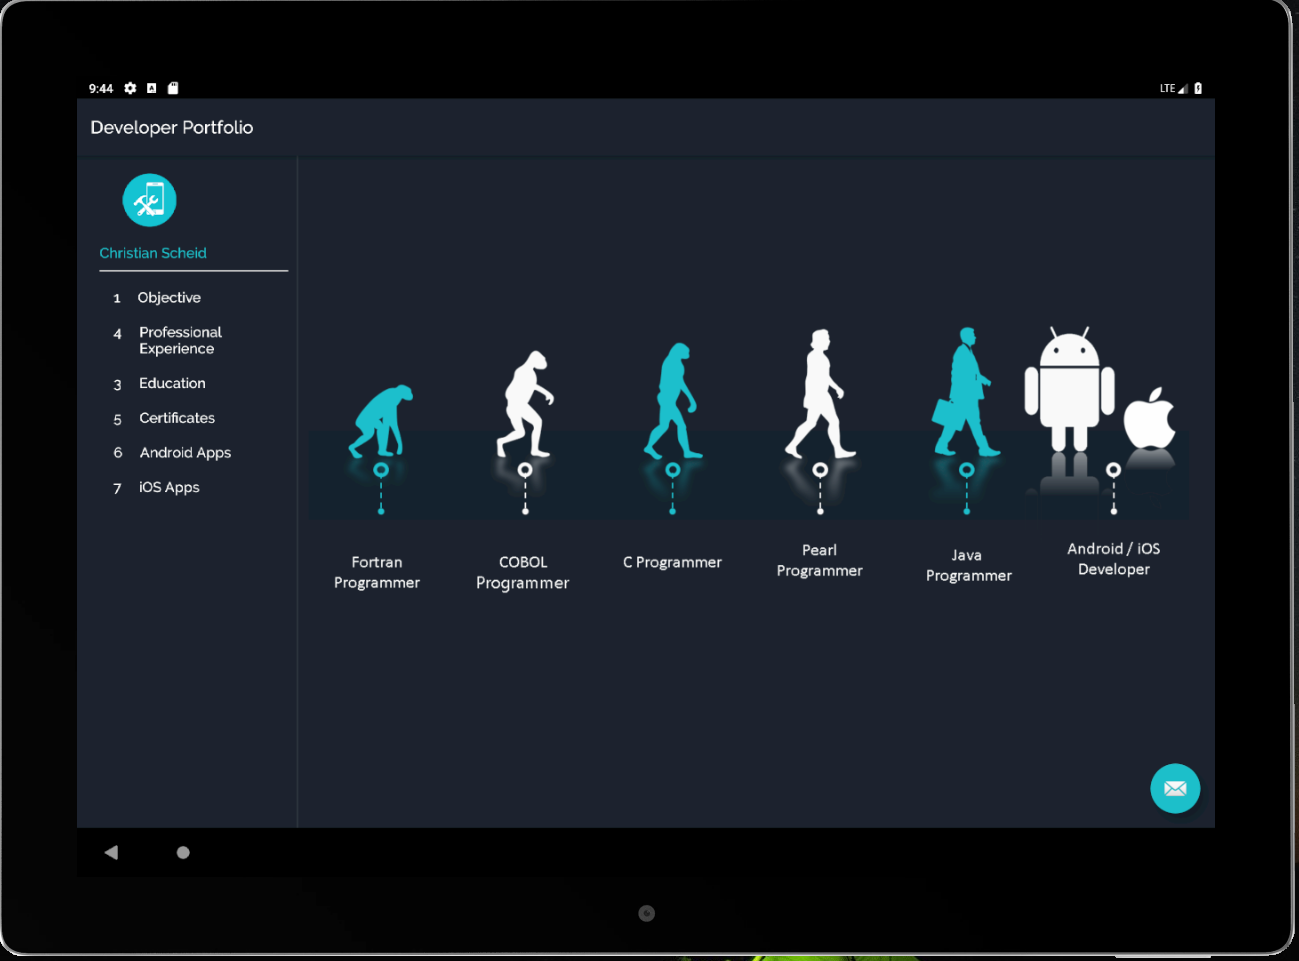 9:44
A
LTE
Developer Portfolio
Christian Scheid
1 Objective
4 Professional
Experience
3 Education
5 Certificates
6 Android Apps
7 iOS Apps
Fortran
Programmer
COBOL
Programmer
C Programmer
Pearl
Programmer
Java
Programmer
Android / iOS
Developer